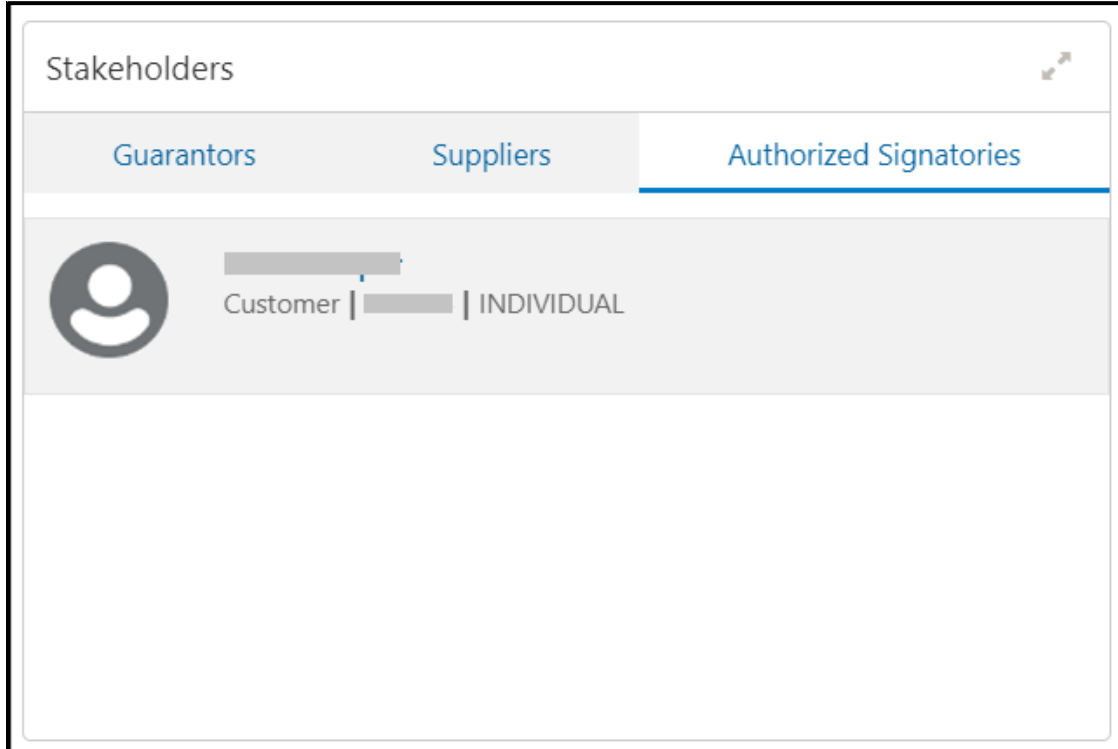 Stakeholders
Guarantors Suppliers Authorized Signatories
Customer | | INDIVIDUAL